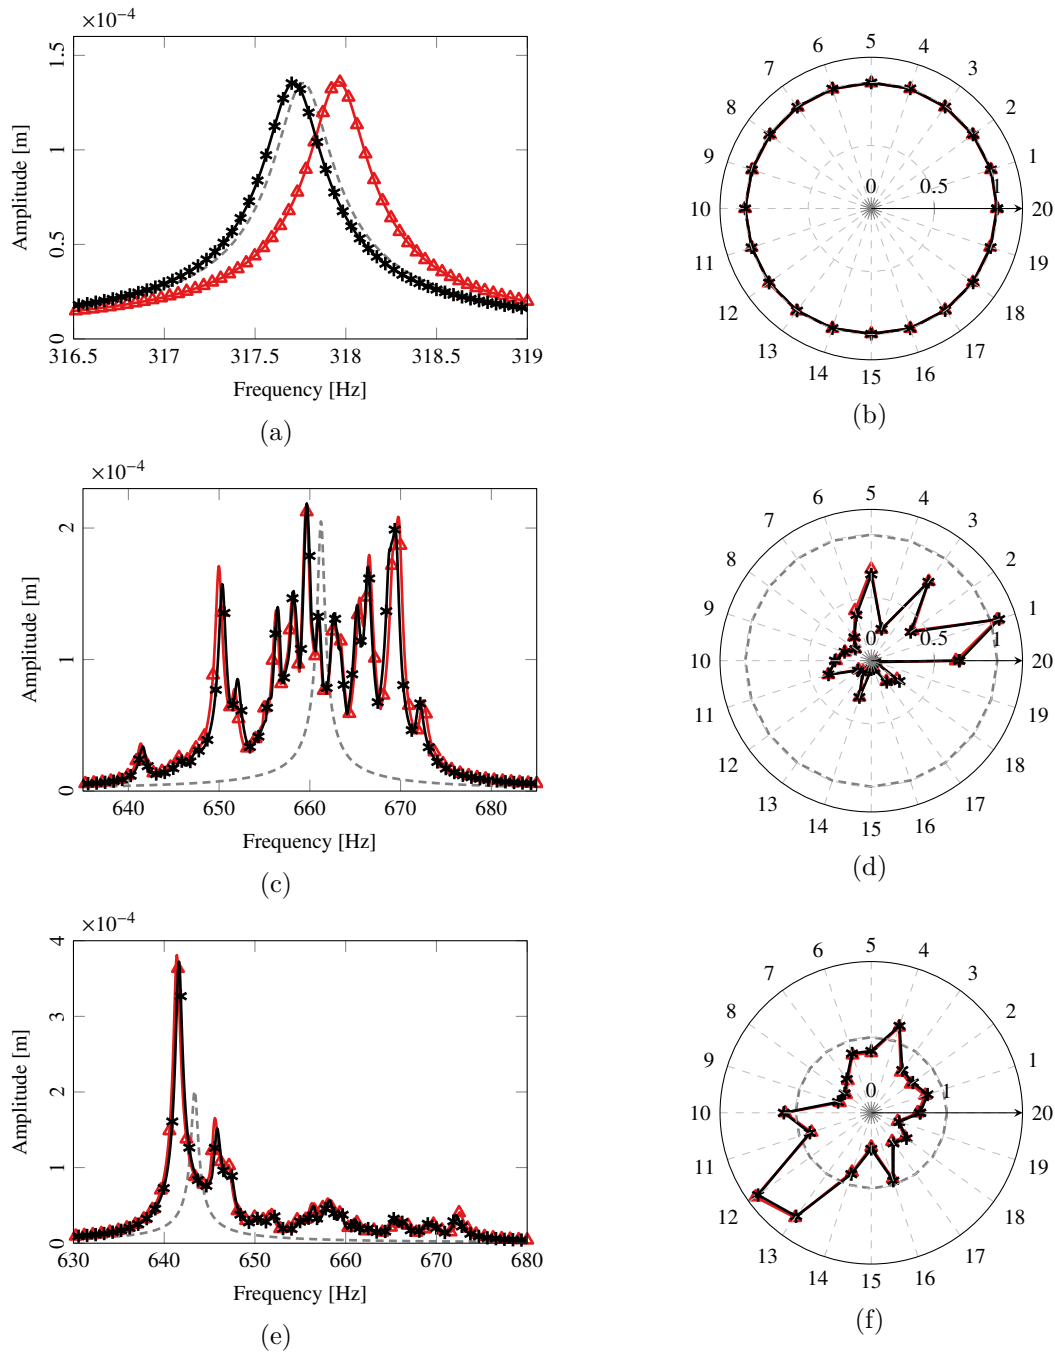 ×10⁻⁴
1.5
1
0.5
0
Amplitude [m]
316.5 317 317.5 318 318.5 319
Frequency [Hz]
(a)
5
6 4
7 3
8 2
9 1
10 0 0.5 1 20
11 19
12 18
13 17
14 16
15
(b)
×10⁻⁴
2
1
0
Amplitude [m]
640 650 660 670 680
Frequency [Hz]
(c)
5
6 4
7 3
8 2
9 1
10 0 0.5 1 20
11 19
12 18
13 17
14 16
15
(d)
×10⁻⁴
4
3
2
1
0
Amplitude [m]
630 640 650 660 670 680
Frequency [Hz]
(e)
5
6 4
7 3
8 2
9 1
10 0 1 20
11 19
12 18
13 17
14 16
15
(f)